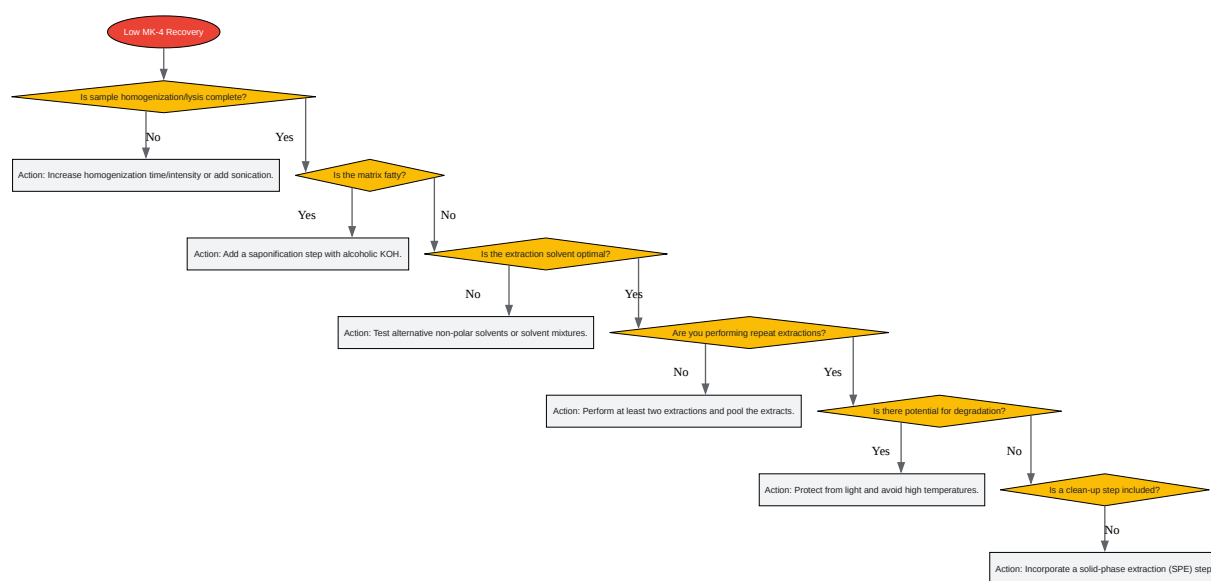 Low MK-4 Recovery
Is sample homogenization/lysis complete?
No
Yes
Action: Increase homogenization time/intensity or add sonication.
Is the matrix fatty?
Yes
No
Action: Add a saponification step with alcoholic KOH.
Is the extraction solvent optimal?
No
Yes
Action: Test alternative non-polar solvents or solvent mixtures.
Are you performing repeat extractions?
No
Yes
Action: Perform at least two extractions and pool the extracts.
Is there potential for degradation?
Yes
No
Action: Protect from light and avoid high temperatures.
Is a clean-up step included?
No
Action: Incorporate a solid-phase extraction (SPE) step